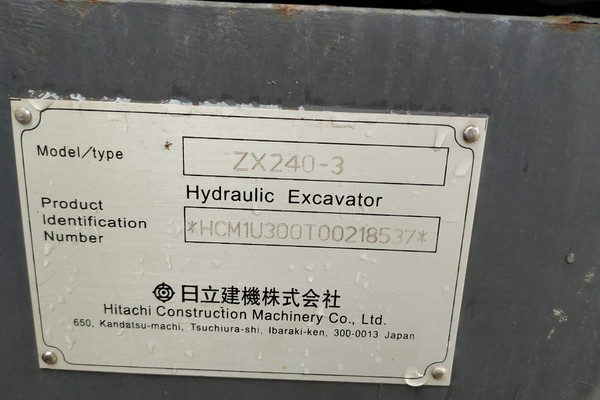 Model/type
ZX240-3
Hydraulic Excavator
Product
Identification
Number
*HCM1U300T00218537*
日立建機株式会社
Hitachi Construction Machinery Co., Ltd.
650, Kandatsu-machi, Tsuchiura-shi, Ibaraki-ken, 300-0013 Japan